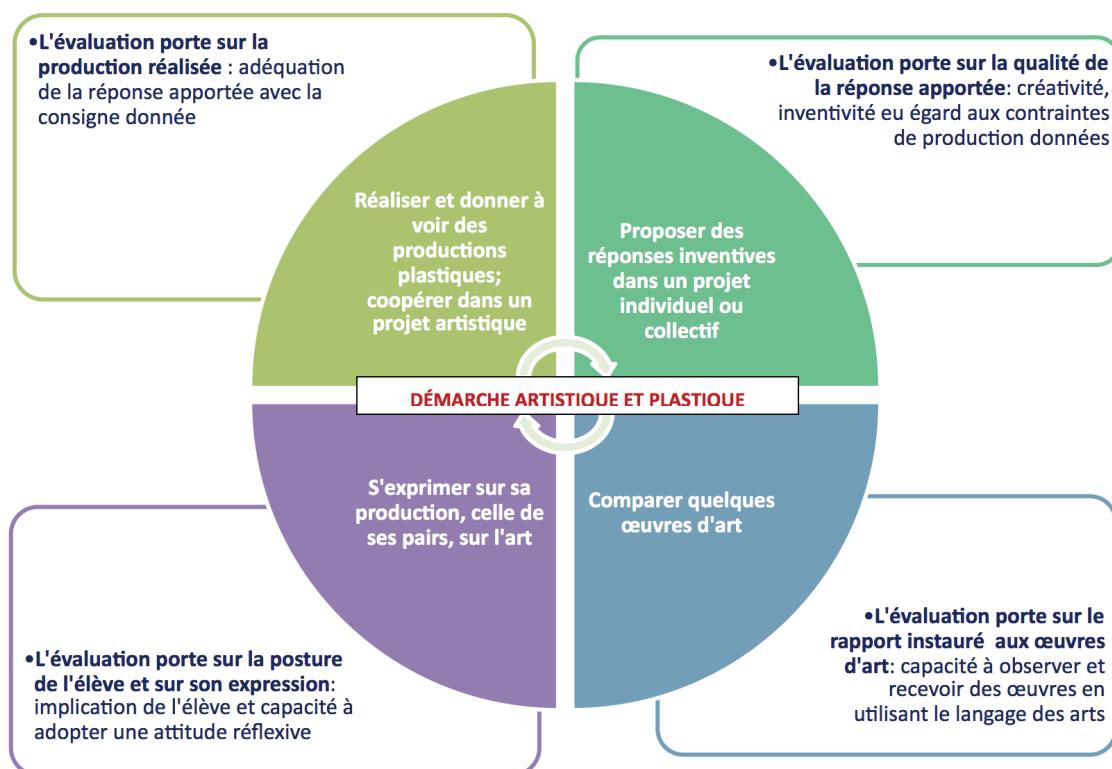 •L'évaluation porte sur la
production réalisée : adéquation
de la réponse apportée avec la
consigne donnée
•L'évaluation porte sur la qualité de
la réponse apportée: créativité,
inventivité eu égard aux contraintes
de production données
Réaliser et donner à
voir des
productions
plastiques;
coopérer dans un
projet artistique
Proposer des
réponses inventives
dans un projet
individuel ou
collectif
DÉMARCHE ARTISTIQUE ET PLASTIQUE
S'exprimer sur sa
production, celle de
ses pairs, sur l'art
Comparer quelques
œuvres d'art
•L'évaluation porte sur la posture
de l'élève et sur son expression:
implication de l'élève et capacité à
adopter une attitude réflexive
•L'évaluation porte sur le
rapport instauré aux œuvres
d'art: capacité à observer et
recevoir des œuvres en
utilisant le langage des arts